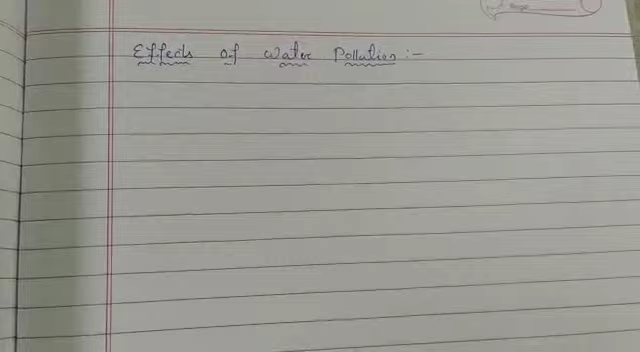 Effects of Water Pollution :-